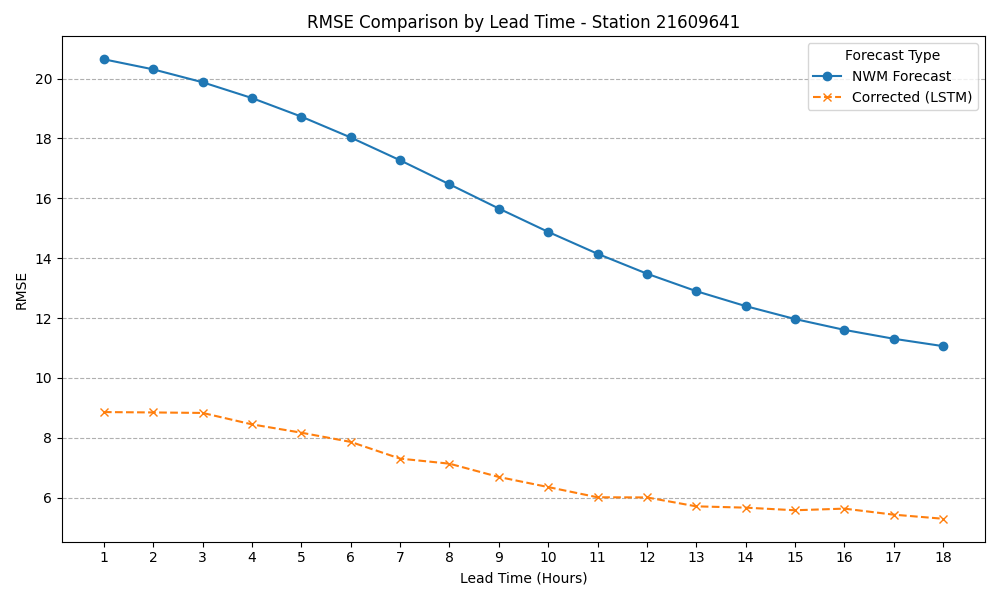 RMSE Comparison by Lead Time - Station 21609641
Forecast Type
NWM Forecast
Corrected (LSTM)
RMSE
20
18
16
14
12
10
8
6
1 2 3 4 5 6 7 8 9 10 11 12 13 14 15 16 17 18
Lead Time (Hours)